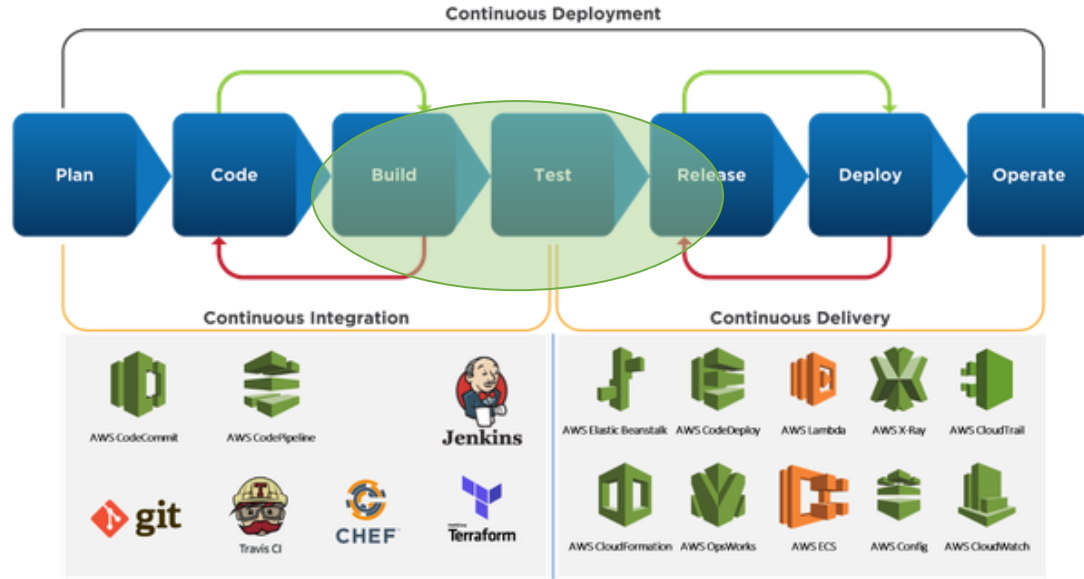 Continuous Deployment
Plan
Code
Build
Test
Release
Deploy
Operate
Continuous Integration
Continuous Delivery
AWS CodeCommit
AWS CodePipeline
Jenkins
AWS Elastic Beanstalk
AWS CodeDeploy
AWS Lambda
AWS X-Ray
AWS CloudTrail
git
T
Travis CI
CHEF
Terraform
AWS CloudFormation
AWS OpsWorks
AWS ECS
AWS Config
AWS CloudWatch